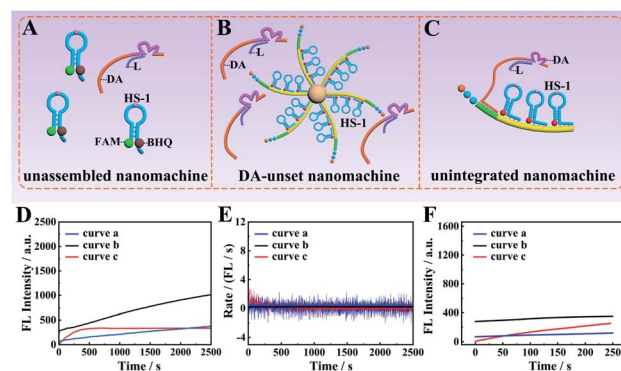 A
B
C
DA
L
HS-1
FAM
BHQ
unassembled nanomachine
DA
L
HS-1
DA-unset nanomachine
DA
L
HS-1
unintegrated nanomachine
D
FL Intensity / a.u.
2500
2000
1500
1000
500
0
curve a
curve b
curve c
0 500 1000 1500 2000 2500
Time / s
E
Rate / (FL / s)
12
8
4
0
-4
curve a
curve b
curve c
0 500 1000 1500 2000 2500
Time / s
F
FL Intensity / a.u.
1600
1200
800
400
0
curve a
curve b
curve c
0 50 100 150 200 250
Time / s